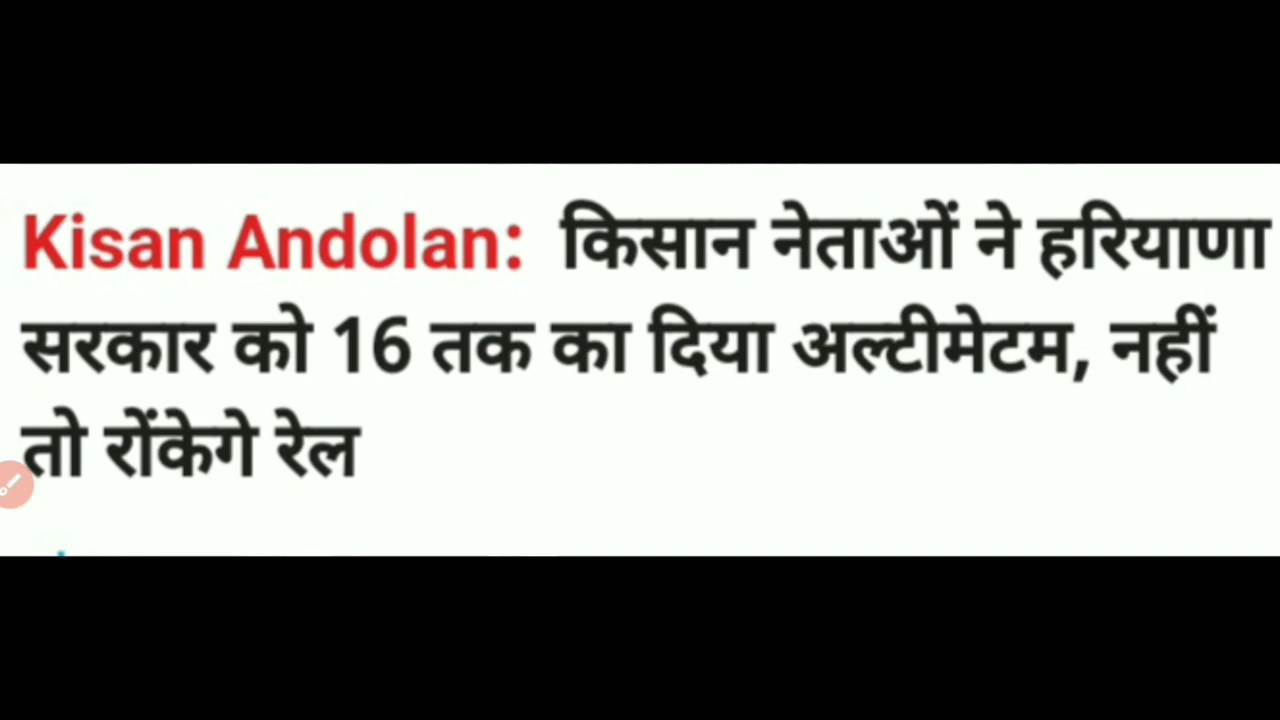 Kisan Andolan: किसान नेताओं ने हरियाणा
सरकार को 16 तक का दिया अल्टीमेटम, नहीं
तो रोंकेगे रेल